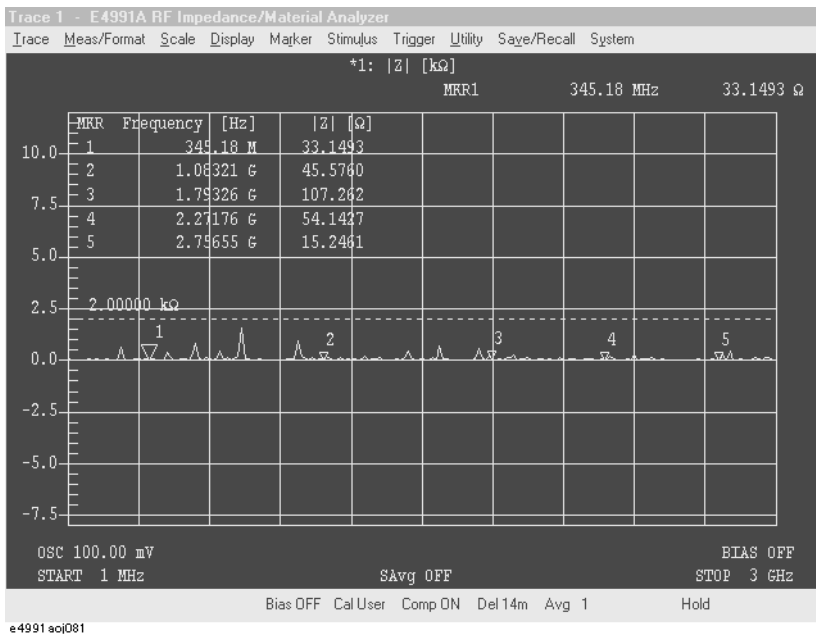 Trace 1 - E4991A RF Impedance/Material Analyzer
Trace Meas/Format Scale Display Marker Stimulus Trigger Utility Save/Recall System
*1: |Z| [kΩ]
MKR1 345.18 MHz 33.1493 Ω
MKR Frequency [Hz] |Z| [Ω]
1 345.18 M 33.1493
2 1.08321 G 45.5760
3 1.79326 G 107.262
4 2.27176 G 54.1427
5 2.75655 G 15.2461
10.0
7.5
5.0
2.5
2.00000 kΩ
1 2 3 4 5
0.0
-2.5
-5.0
-7.5
OSC 100.00 mV BIAS OFF
START 1 MHz SAvg OFF STOP 3 GHz
Bias OFF Cal User Comp ON Del 14m Avg 1 Hold
e4991aoj081